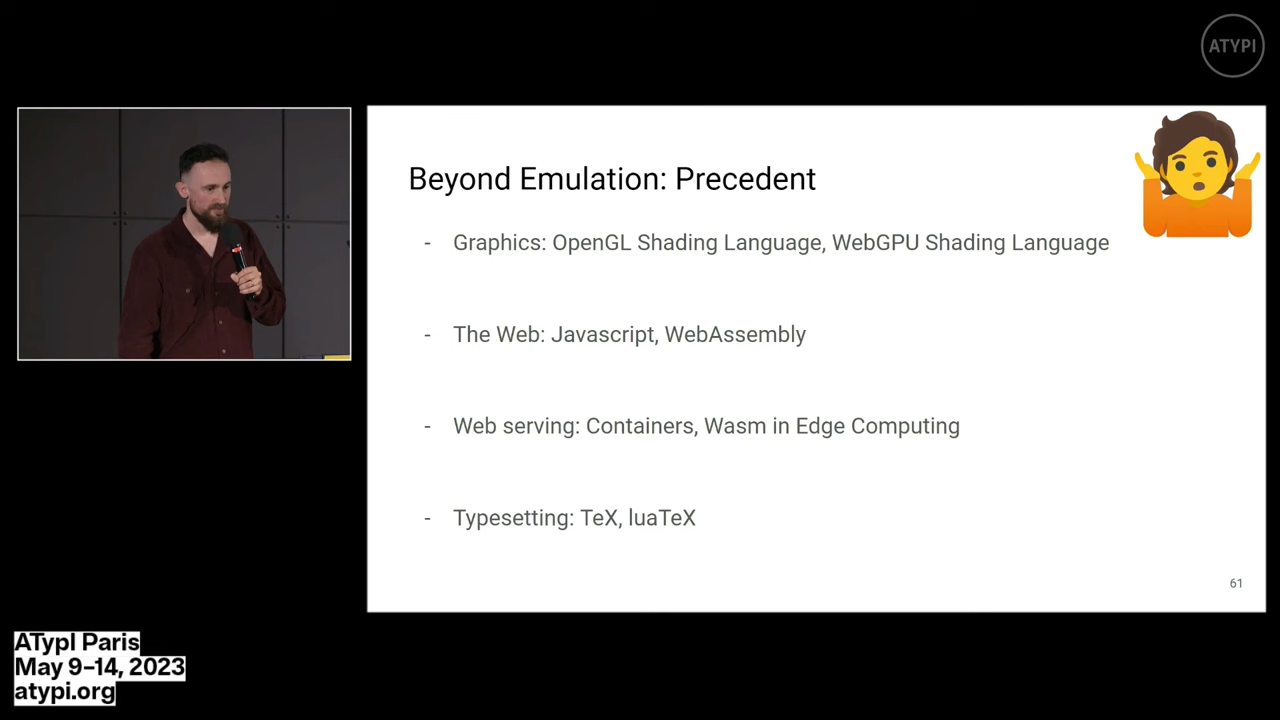 ATYPI
Beyond Emulation: Precedent
- Graphics: OpenGL Shading Language, WebGPU Shading Language
- The Web: Javascript, WebAssembly
- Web serving: Containers, Wasm in Edge Computing
- Typesetting: TeX, luaTeX
61
ATypI Paris
May 9–14, 2023
atypi.org